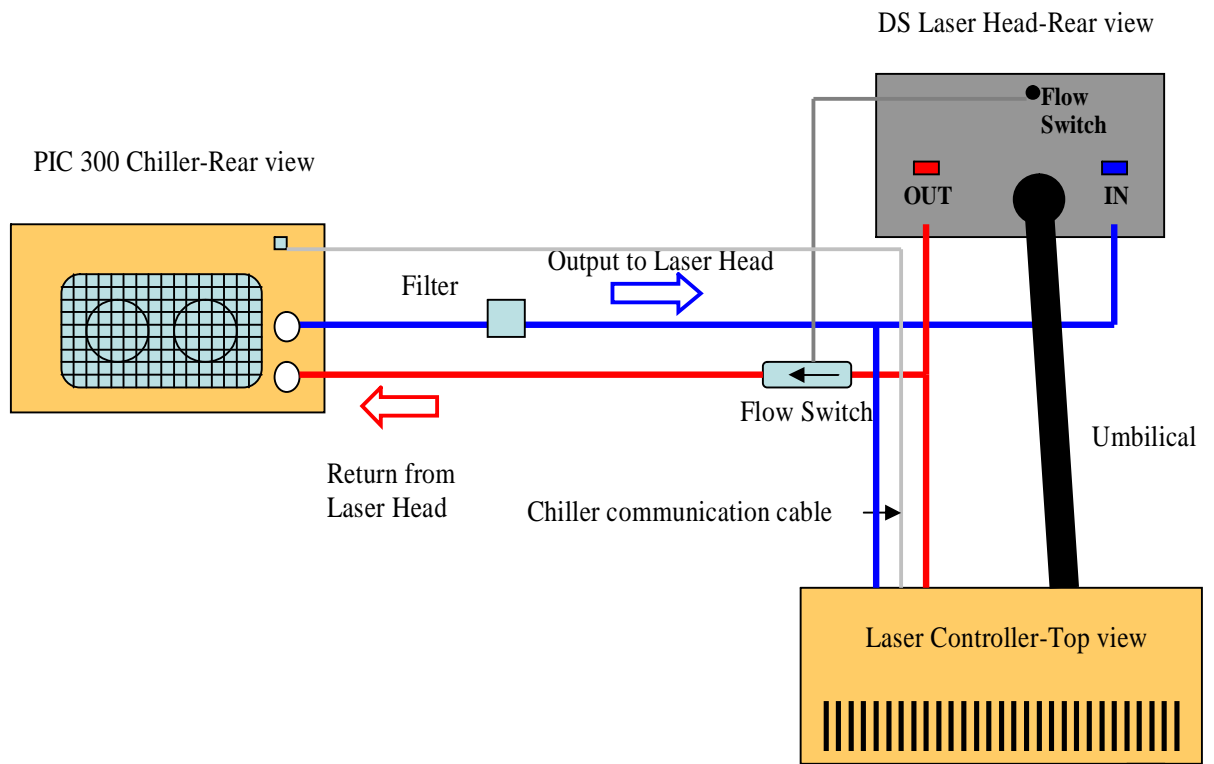 DS Laser Head-Rear view
Flow
Switch
OUT
IN
PIC 300 Chiller-Rear view
Filter
Output to Laser Head
Flow Switch
Return from
Laser Head
Umbilical
Chiller communication cable
Laser Controller-Top view